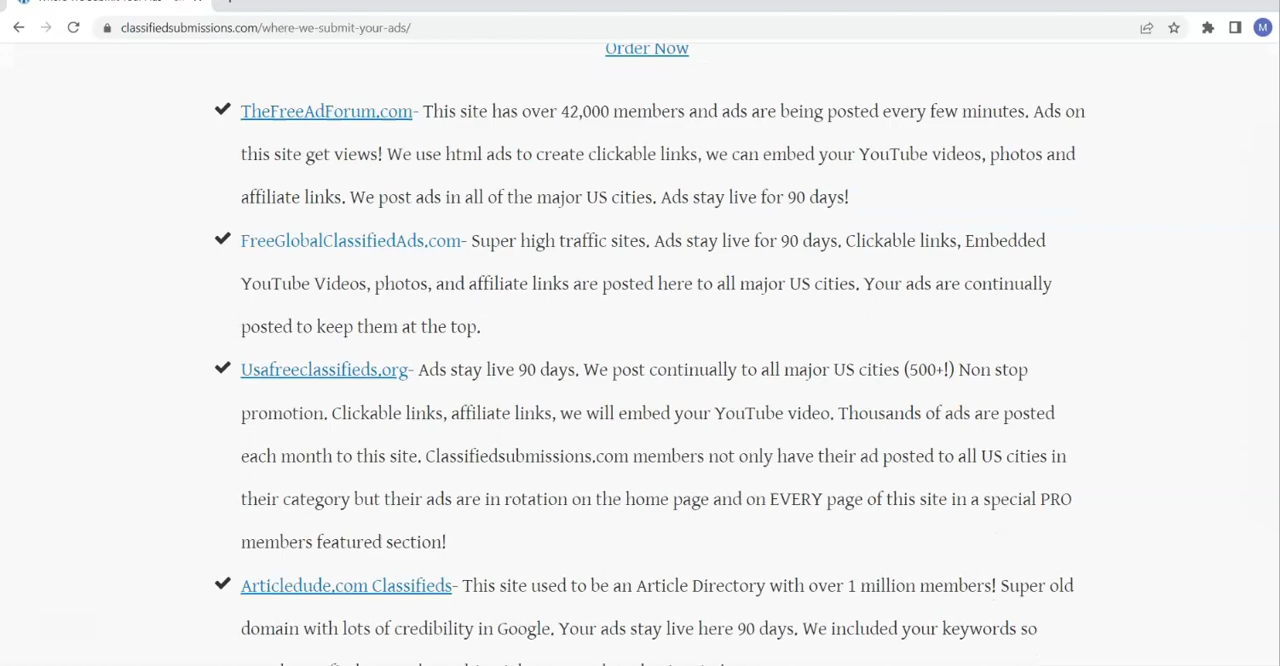 classifiedsubmissions.com/where-we-submit-your-ads/
M
Order Now
TheFreeAdForum.com- This site has over 42,000 members and ads are being posted every few minutes. Ads on
this site get views! We use html ads to create clickable links, we can embed your YouTube videos, photos and
affiliate links. We post ads in all of the major US cities. Ads stay live for 90 days!
FreeGlobalClassifiedAds.com- Super high traffic sites. Ads stay live for 90 days. Clickable links, Embedded
YouTube Videos, photos, and affiliate links are posted here to all major US cities. Your ads are continually
posted to keep them at the top.
Usafreeclassifieds.org- Ads stay live 90 days. We post continually to all major US cities (500+!) Non stop
promotion. Clickable links, affiliate links, we will embed your YouTube video. Thousands of ads are posted
each month to this site. Classifiedsubmissions.com members not only have their ad posted to all US cities in
their category but their ads are in rotation on the home page and on EVERY page of this site in a special PRO
members featured section!
Articledude.com Classifieds- This site used to be an Article Directory with over 1 million members! Super old
domain with lots of credibility in Google. Your ads stay live here 90 days. We included your keywords so